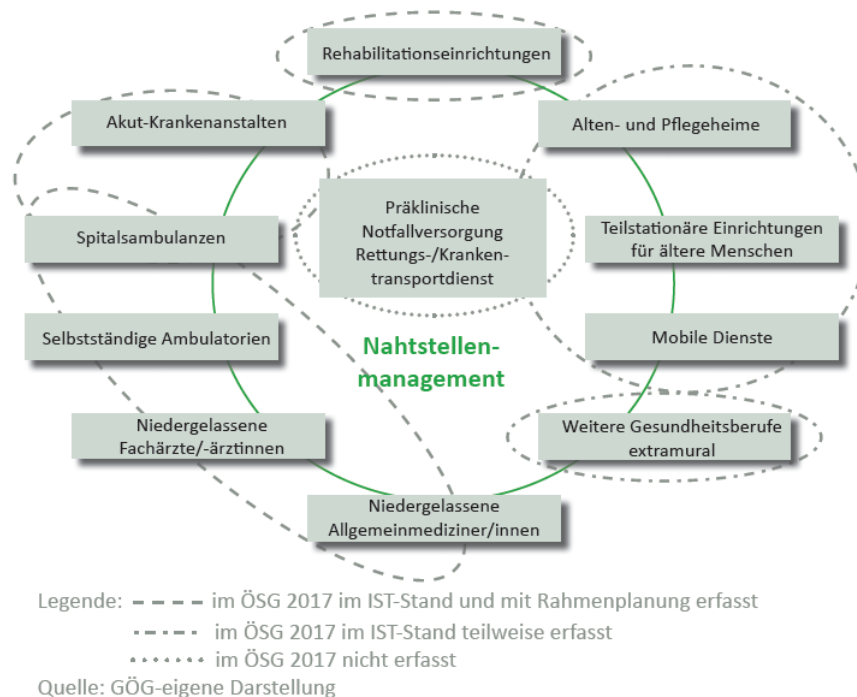 Rehabilitationseinrichtungen
Akut-Krankenanstalten
Alten- und Pflegeheime
Präklinische
Notfallversorgung
Rettungs-/Kranken-
transportdienst
Spitalsambulanzen
Teilstationäre Einrichtungen
für ältere Menschen
Selbstständige Ambulatorien
Mobile Dienste
Nahtstellen-
management
Niedergelassene
Fachärzte/-ärztinnen
Weitere Gesundheitsberufe
extramural
Niedergelassene
Allgemeinmediziner/innen
Legende: im ÖSG 2017 im IST-Stand und mit Rahmenplanung erfasst
im ÖSG 2017 im IST-Stand teilweise erfasst
im ÖSG 2017 nicht erfasst
Quelle: GÖG-eigene Darstellung